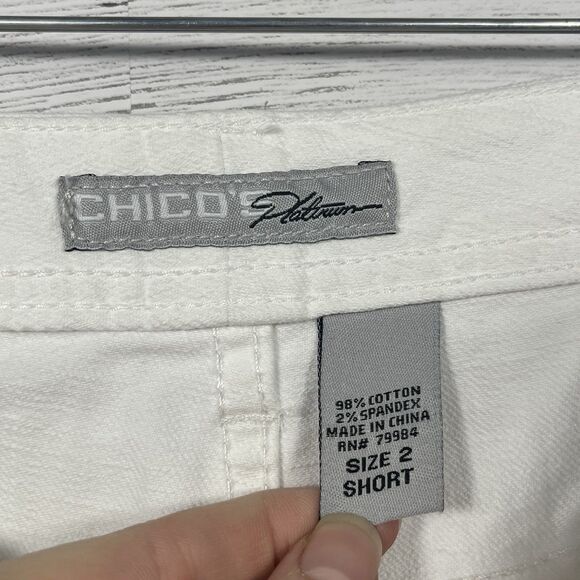 CHICO'S Platinum
98% COTTON
2% SPANDEX
MADE IN CHINA
RN# 79984
SIZE 2
SHORT